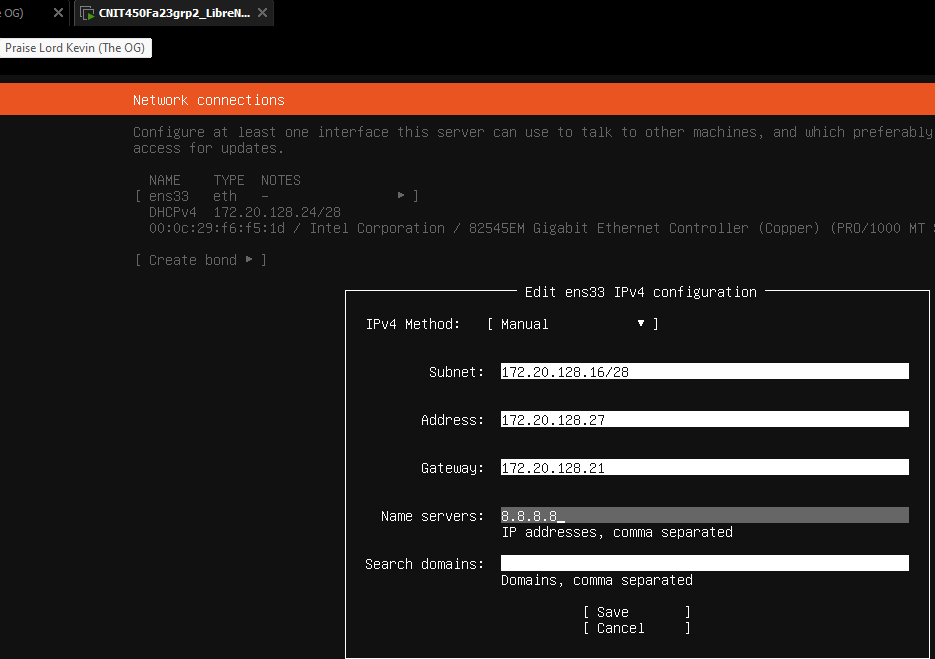 e OG)
CNIT450Fa23grp2_LibreN...
Praise Lord Kevin (The OG)
Network connections
Configure at least one interface this server can use to talk to other machines, and which preferably
access for updates.
NAME TYPE NOTES
[ ens33 eth - ▸ ]
DHCPv4 172.20.128.24/28
00:0c:29:f6:f5:1d / Intel Corporation / 82545EM Gigabit Ethernet Controller (Copper) (PRO/1000 MT S
[ Create bond ▸ ]
Edit ens33 IPv4 configuration
IPv4 Method: [ Manual ▾ ]
Subnet: 172.20.128.16/28
Address: 172.20.128.27
Gateway: 172.20.128.21
Name servers: 8.8.8.8_
IP addresses, comma separated
Search domains:
Domains, comma separated
[ Save ]
[ Cancel ]